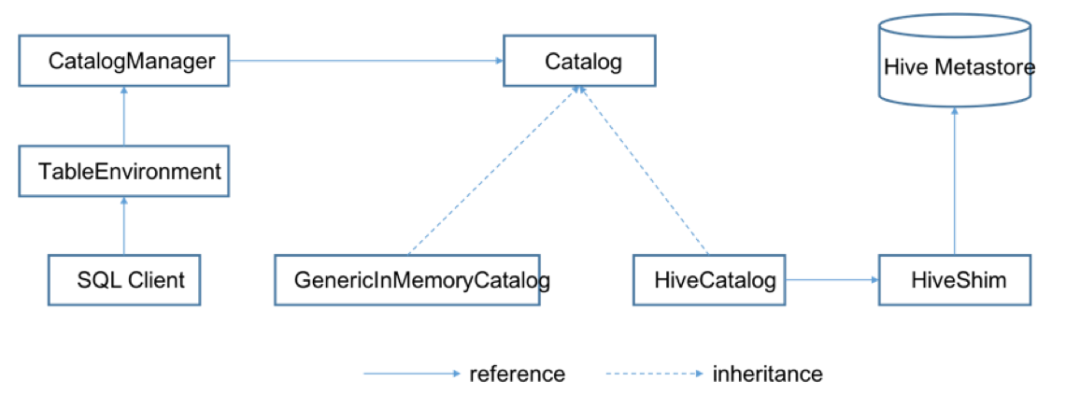 CatalogManager
Catalog
Hive Metastore
TableEnvironment
SQL Client
GenericInMemoryCatalog
HiveCatalog
HiveShim
reference
inheritance